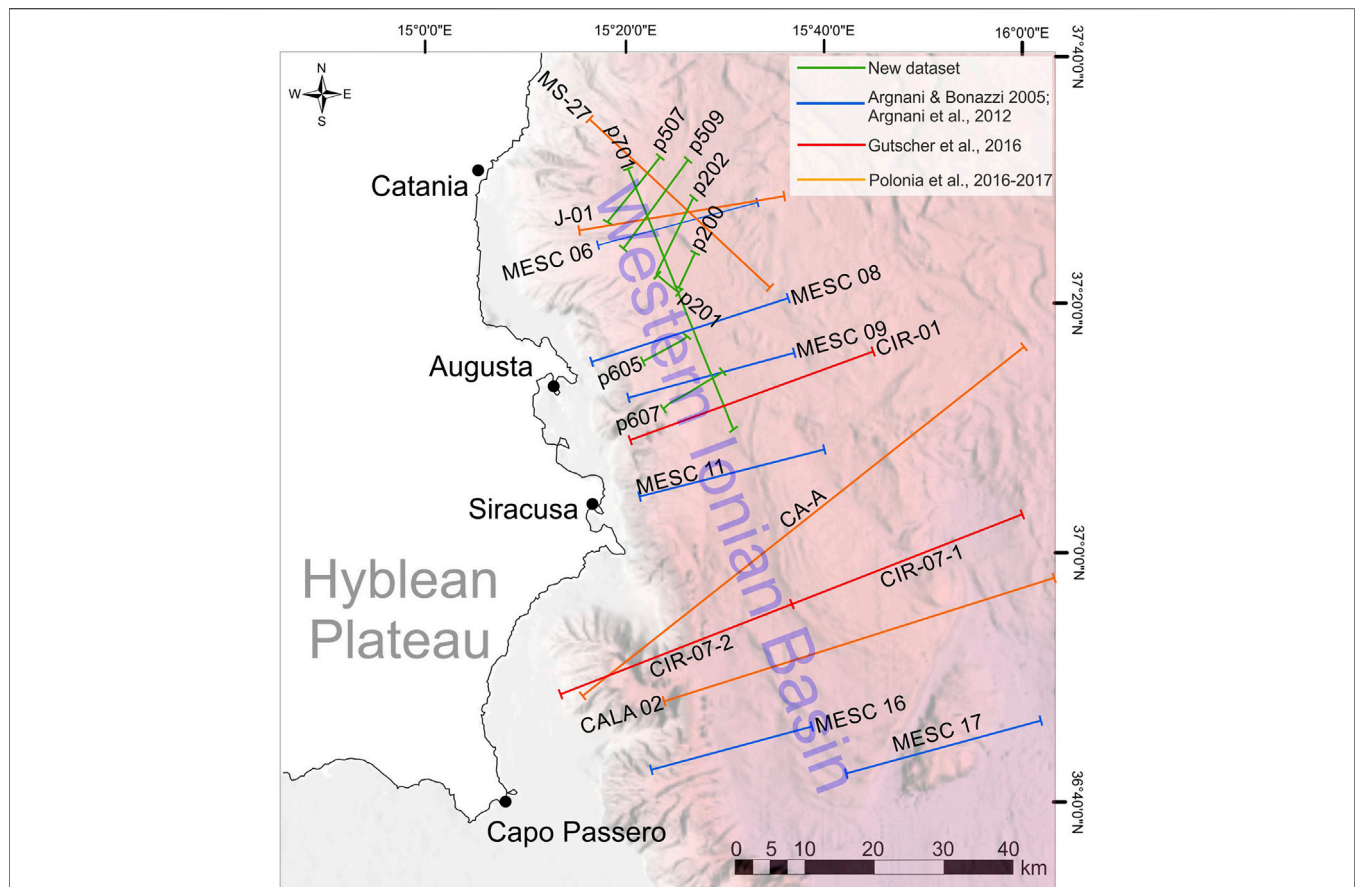 15°0'0"E
15°20'0"E
15°40'0"E
16°0'0"E
37°40'0"N
N
W
E
S
New dataset
Argnani & Bonazzi 2005;
Argnani et al., 2012
Gutscher et al., 2016
Polonia et al., 2016-2017
MS-27
p701
p507
p509
p202
p200
Catania
J-01
MESC 06
Western Ionian Basin
MESC 08
37°20'0"N
p201
MESC 09
CIR-01
Augusta
p605
p607
MESC 11
Siracusa
CA-A
37°0'0"N
Hyblean
Plateau
CIR-07-1
CIR-07-2
CALA 02
MESC 16
MESC 17
36°40'0"N
Capo Passero
0 5 10 20 30 40
km